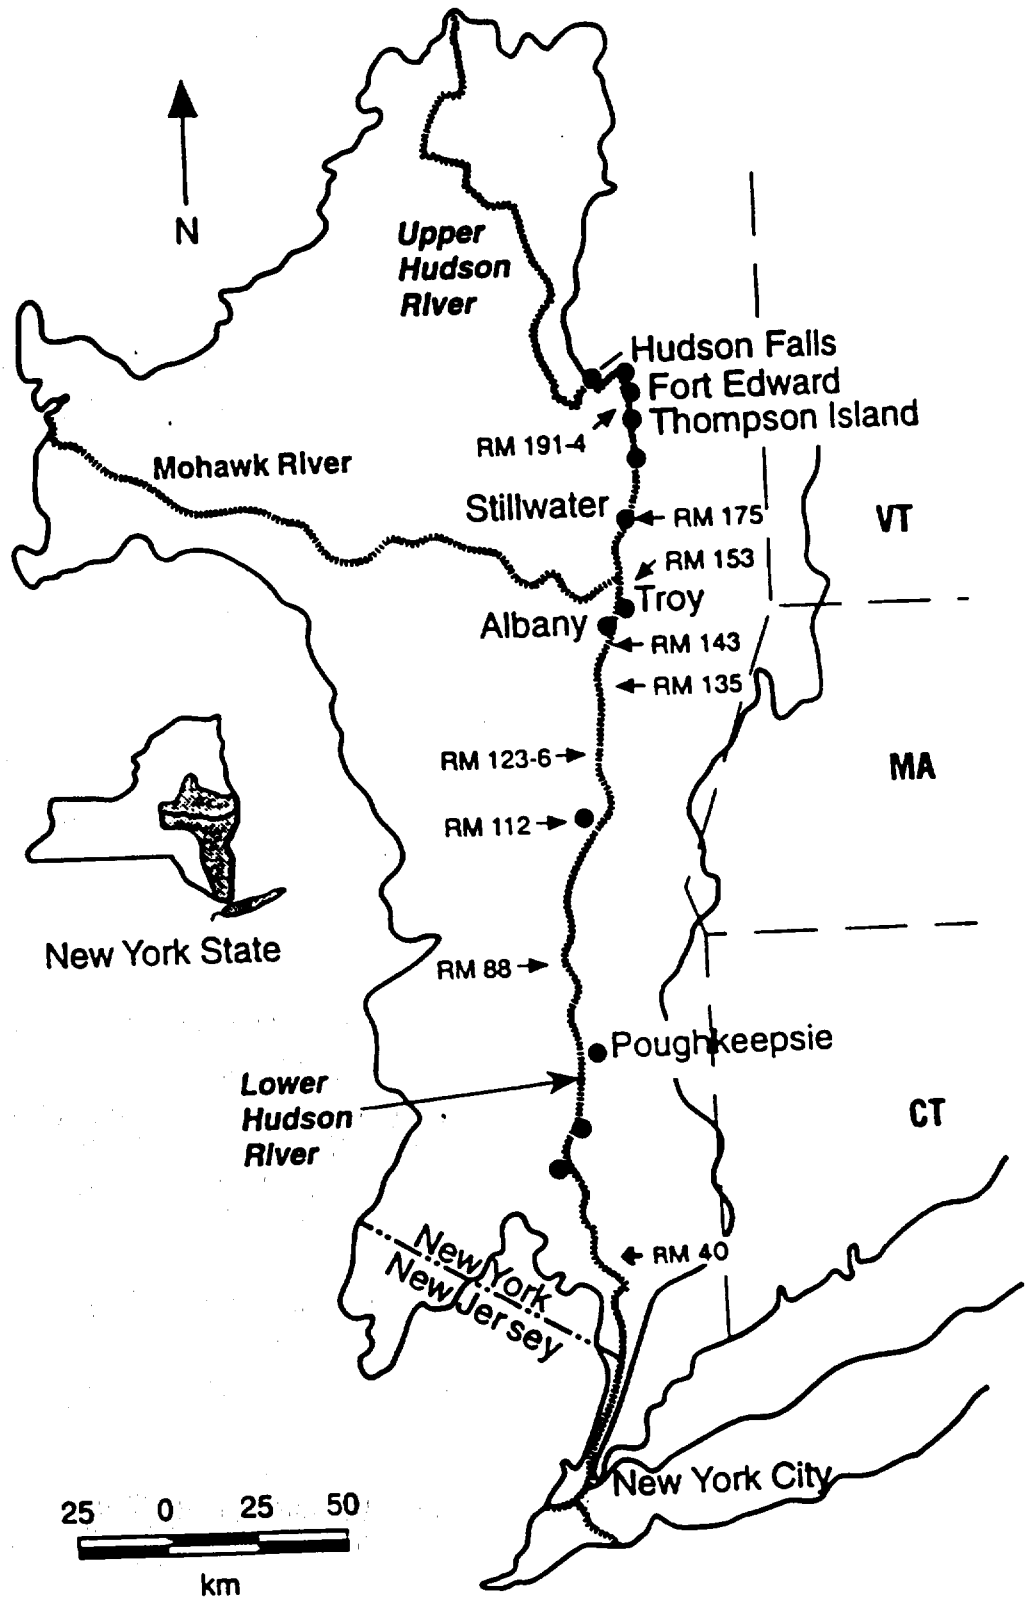 N
Upper
Hudson
River
Hudson Falls
Fort Edward
Thompson Island
RM 191-4
Mohawk River
Stillwater
RM 175
VT
RM 153
Troy
Albany
RM 143
RM 135
RM 123-6
MA
RM 112
New York State
RM 88
Poughkeepsie
Lower
Hudson
River
CT
New York
New Jersey
RM 40
New York City
25 0 25 50
km